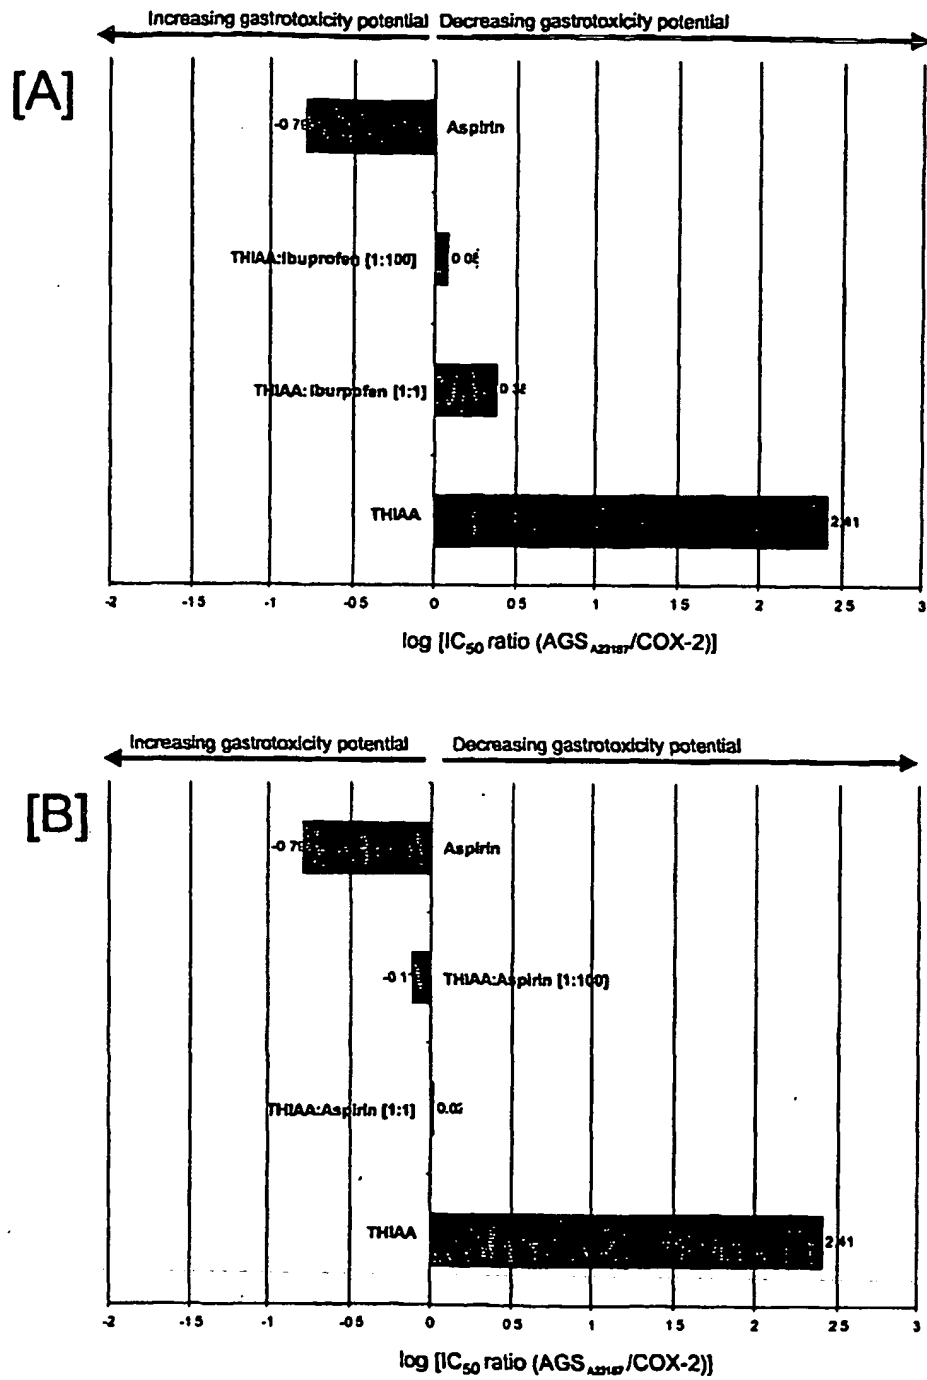 Increasing gastrotoxicity potential Decreasing gastrotoxicity potential
[A]
Aspirin
THIAA:Ibuprofen [1:100]
THIAA:Iburpofen [1:1]
THIAA 2.41
-2 -1 5 -1 -0 5 0 0 5 1 1 5 2 2 5 3
log [IC50 ratio (AGSA23187/COX-2)]
Increasing gastrotoxicity potential Decreasing gastrotoxicity potential
[B]
Aspirin
THIAA:Aspirin [1:100]
THIAA:Aspirin [1:1]
THIAA 2.41
-2 -1 5 -1 -0 5 0 0 5 1 1 5 2 2 5 3
log [IC50 ratio (AGSA23187/COX-2)]